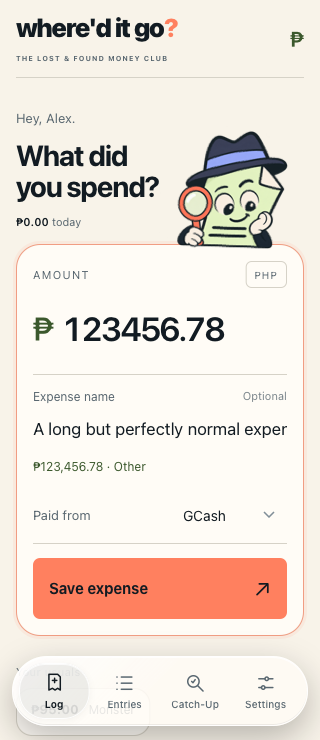 where'd it go?
₱
THE LOST & FOUND MONEY CLUB
Hey, Alex.
What did
you spend?
₱0.00 today
AMOUNT
PHP
₱ 123456.78
Expense name
Optional
A long but perfectly normal exper
₱123,456.78 · Other
Paid from
GCash
Save expense
Monster
Log
Entries
Catch-Up
Settings